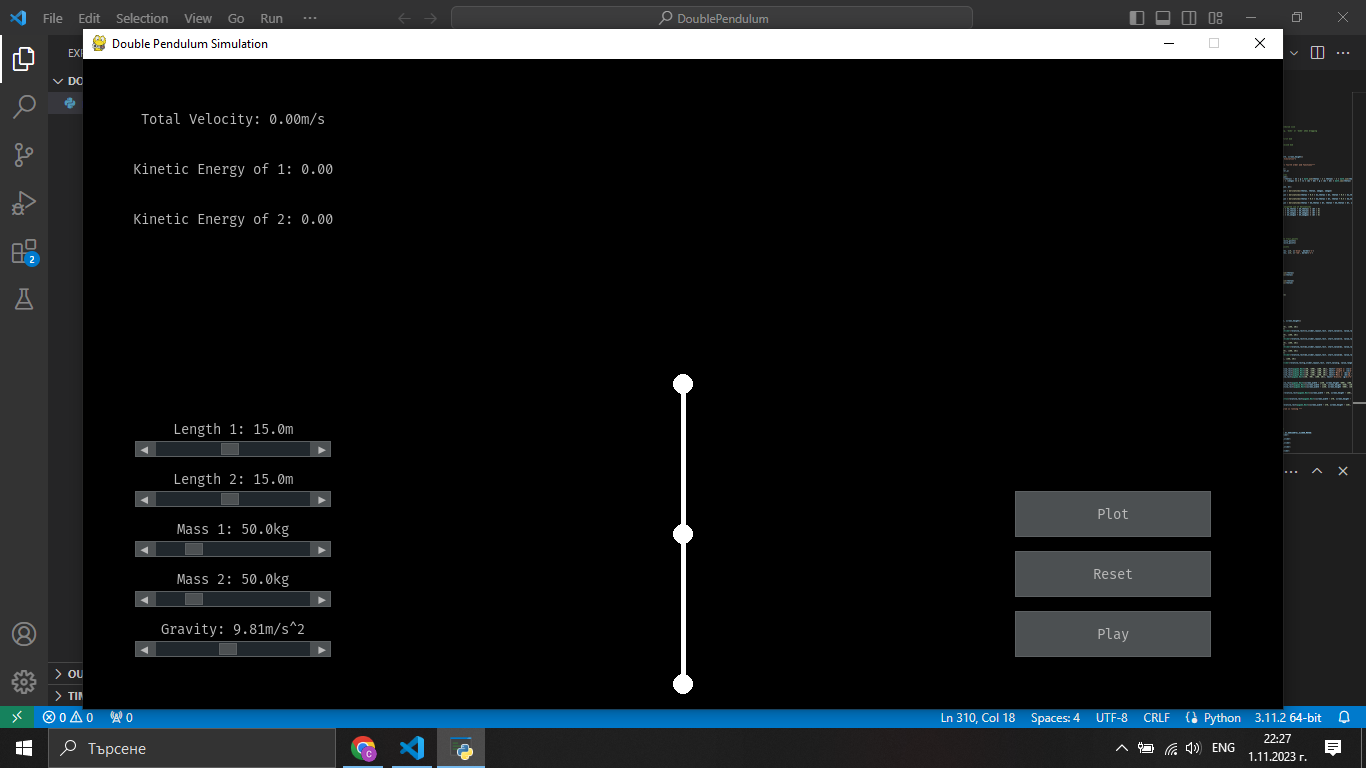 File Edit Selection View Go Run ···
DoublePendulum
EX
Double Pendulum Simulation
DO
Total Velocity: 0.00m/s
Kinetic Energy of 1: 0.00
Kinetic Energy of 2: 0.00
2
Length 1: 15.0m
Length 2: 15.0m
Mass 1: 50.0kg
Mass 2: 50.0kg
Gravity: 9.81m/s^2
Plot
Reset
Play
OU
TIM
0 0 0
Ln 310, Col 18 Spaces: 4 UTF-8 CRLF Python 3.11.2 64-bit
Търсене
C
ENG
22:27
1.11.2023 г.